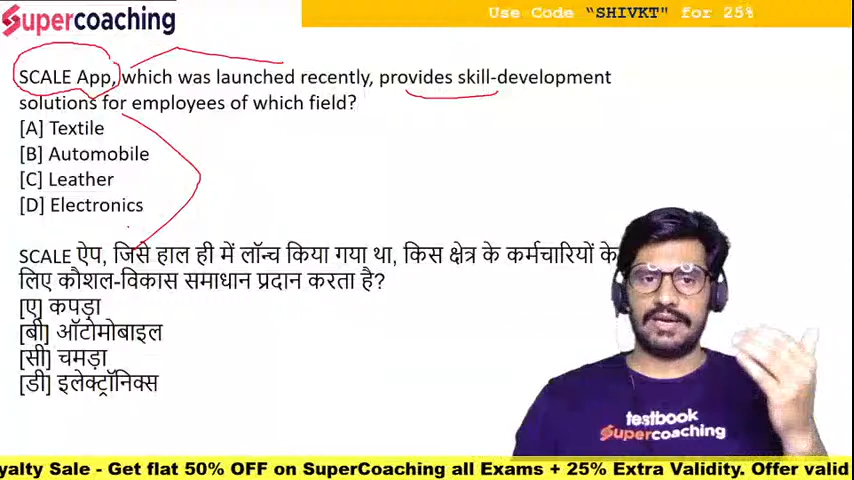 Supercoaching
Use Code “SHIVKT" for 25%
SCALE App, which was launched recently, provides skill-development
solutions for employees of which field?
[A] Textile
[B] Automobile
[C] Leather
[D] Electronics
SCALE ऐप, जिसे हाल ही में लॉन्च किया गया था, किस क्षेत्र के कर्मचारियों के
लिए कौशल-विकास समाधान प्रदान करता है?
[ए] कपड़ा
[बी] ऑटोमोबाइल
[सी] चमड़ा
[डी] इलेक्ट्रॉनिक्स
testbook
Supercoaching
yalty Sale - Get flat 50% OFF on SuperCoaching all Exams + 25% Extra Validity. Offer valid